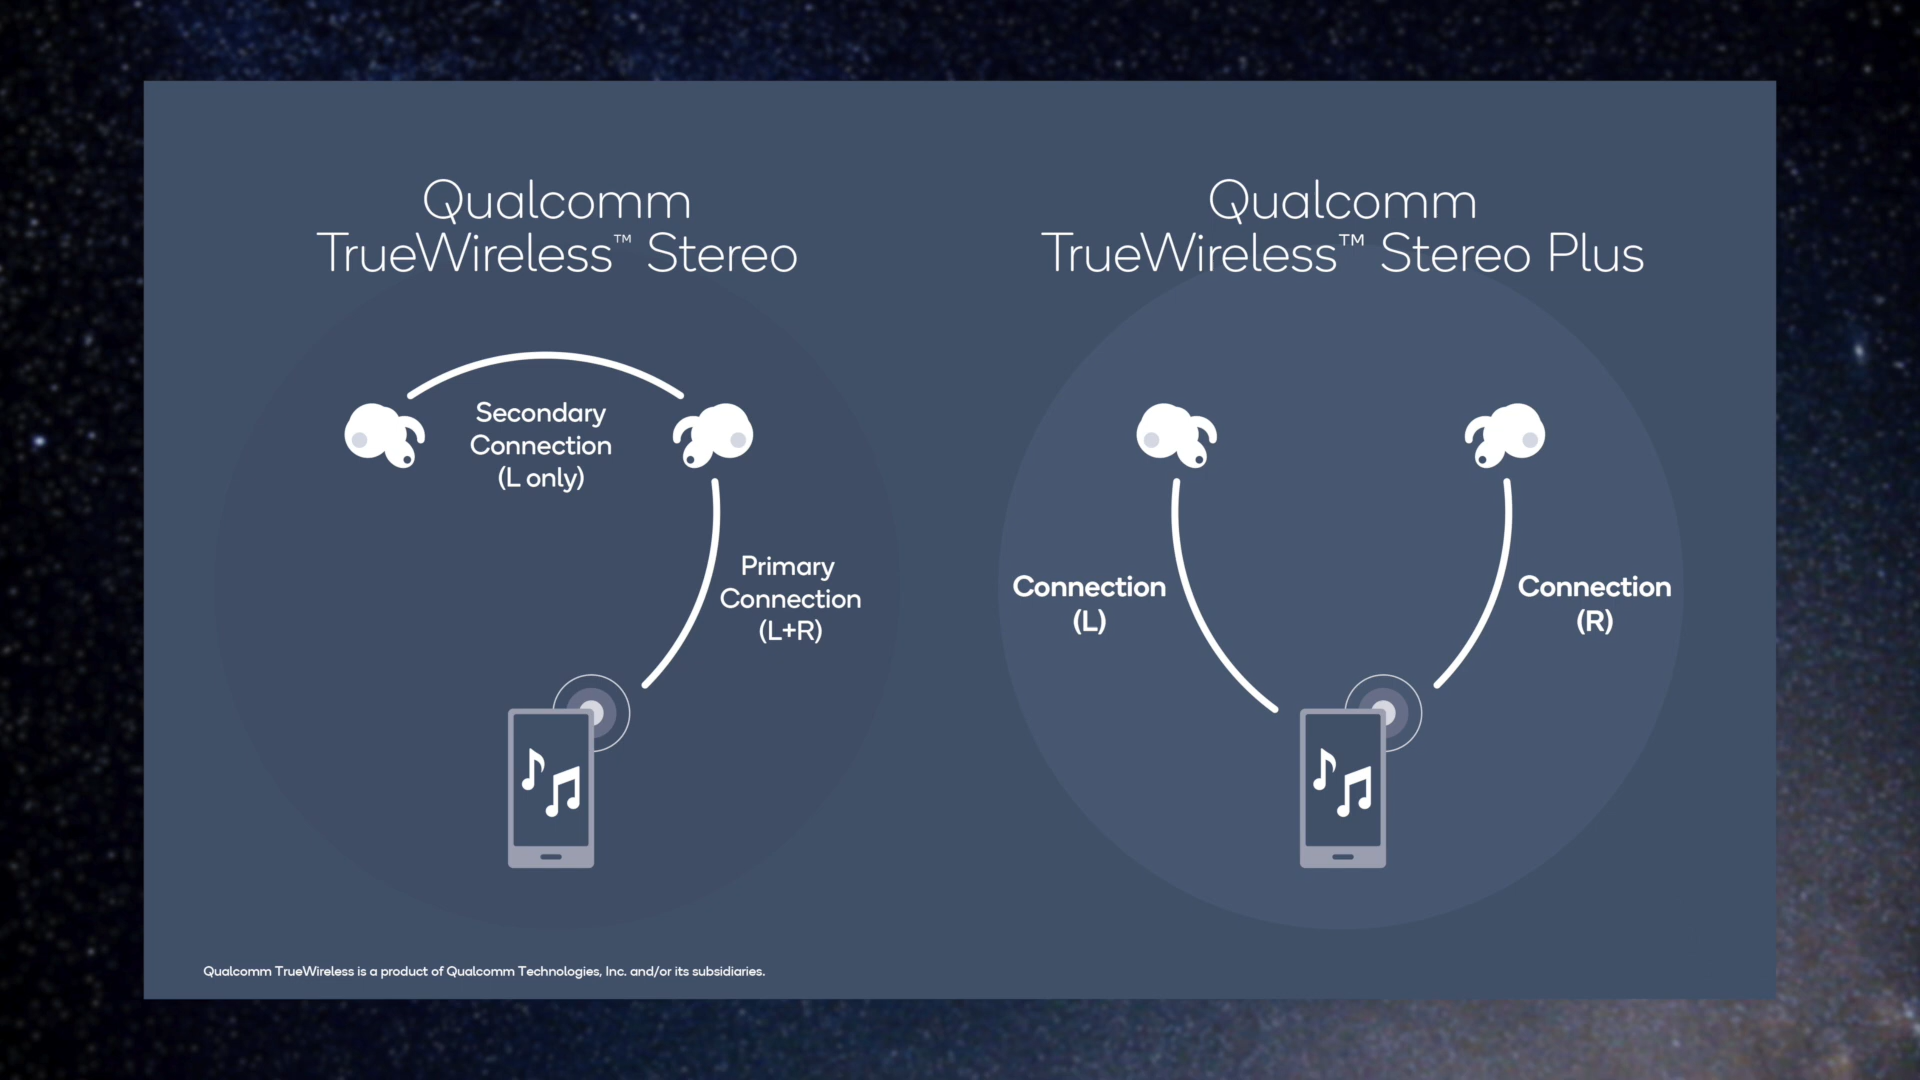 Qualcomm
TrueWireless™ Stereo
Secondary
Connection
(L only)
Primary
Connection
(L+R)
Qualcomm
TrueWireless™ Stereo Plus
Connection
(L)
Connection
(R)
Qualcomm TrueWireless is a product of Qualcomm Technologies, Inc. and/or its subsidiaries.